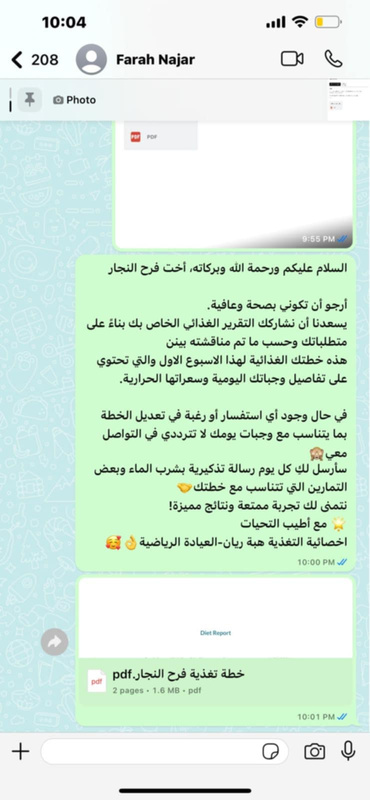 10:04
208
Farah Najar
Photo
PDF
PDF
9:55 PM
السلام عليكم ورحمة الله وبركاته، أخت فرح النجار
أرجو أن تكوني بصحة وعافية.
يسعدنا أن نشاركك التقرير الغذائي الخاص بك بناءً على
متطلباتك وحسب ما تم مناقشته بينن
هذه خطتك الغذائية لهذا الاسبوع الاول والتي تحتوي
على تفاصيل وجباتك اليومية وسعراتها الحرارية.
في حال وجود أي استفسار أو رغبة في تعديل الخطة
بما يتناسب مع وجبات يومك لا تترددي في التواصل
معي🙈
سأرسل لكِ كل يوم رسالة تذكيرية بشرب الماء وبعض
التمارين التي تتناسب مع خطتك🤝
نتمنى لك تجربة ممتعة ونتائج مميزة!
🌟 مع أطيب التحيات
اخصائية التغذية هبة ريان-العيادة الرياضية👌🥰
10:00 PM
Diet Report
pdf
خطة تغذية فرح النجار.pdf
2 pages • 1.6 MB • pdf
10:01 PM